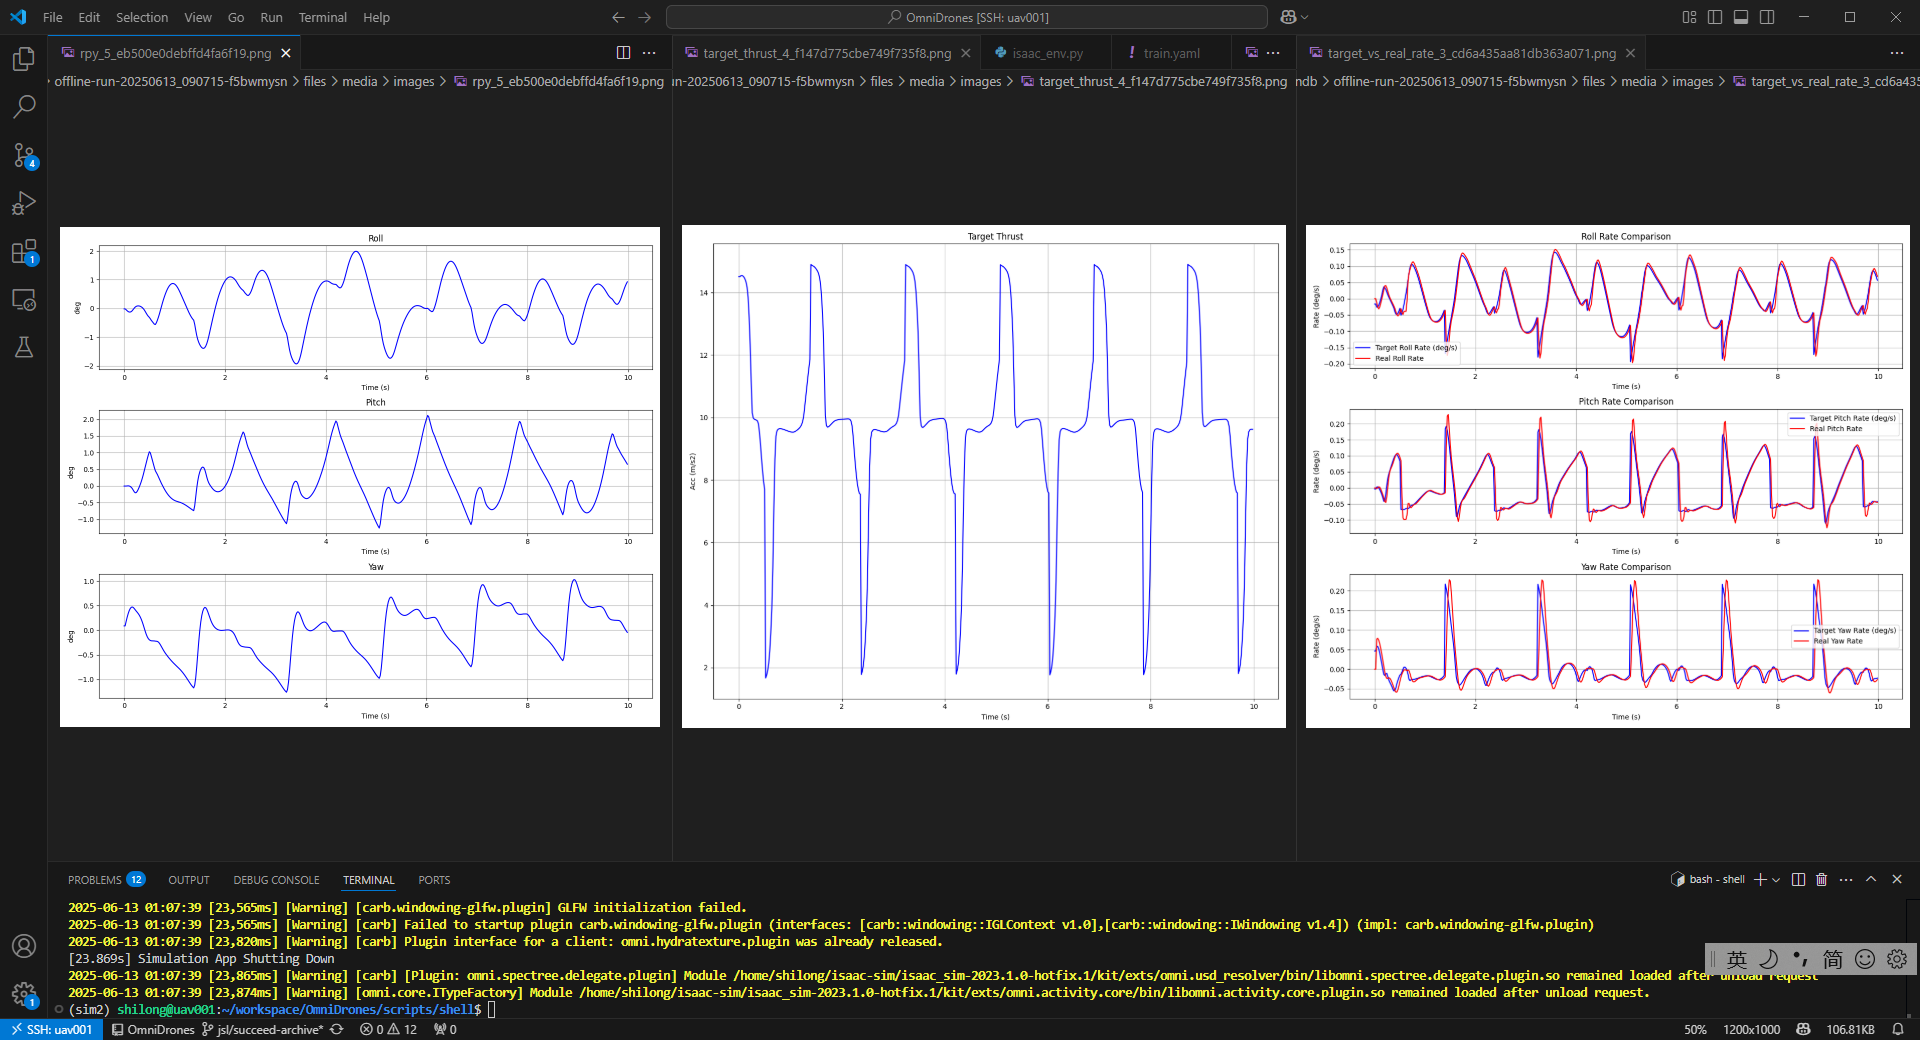 File Edit Selection View Go Run Terminal Help
OmniDrones [SSH: uav001]
rpy_5_eb500e0debffd4fa6f19.png
target_thrust_4_f147d775cbe749f735f8.png
isaac_env.py
train.yaml
target_vs_real_rate_3_cd6a435aa81db363a071.png
offline-run-20250613_090715-f5bwmysn > files > media > images > rpy_5_eb500e0debffd4fa6f19.png
un-20250613_090715-f5bwmysn > files > media > images > target_thrust_4_f147d775cbe749f735f8.png
ndb > offline-run-20250613_090715-f5bwmysn > files > media > images > target_vs_real_rate_3_cd6a435
4
1
1
Roll
deg
2
1
0
−1
−2
0 2 4 6 8 10
Time (s)
Pitch
deg
2.0
1.5
1.0
0.5
0.0
−0.5
−1.0
0 2 4 6 8 10
Time (s)
Yaw
deg
1.0
0.5
0.0
−0.5
−1.0
0 2 4 6 8 10
Time (s)
Target Thrust
Acc (m/s2)
14
12
10
8
6
4
2
0 2 4 6 8 10
Time (s)
Roll Rate Comparison
Rate (deg/s)
0.15
0.10
0.05
0.00
−0.05
−0.10
−0.15
−0.20
Target Roll Rate (deg/s)
Real Roll Rate
0 2 4 6 8 10
Time (s)
Pitch Rate Comparison
Rate (deg/s)
0.20
0.15
0.10
0.05
0.00
−0.05
−0.10
Target Pitch Rate (deg/s)
Real Pitch Rate
0 2 4 6 8 10
Time (s)
Yaw Rate Comparison
Rate (deg/s)
0.20
0.15
0.10
0.05
0.00
−0.05
Target Yaw Rate (deg/s)
Real Yaw Rate
0 2 4 6 8 10
Time (s)
PROBLEMS 12 OUTPUT DEBUG CONSOLE TERMINAL PORTS
bash - shell
2025-06-13 01:07:39 [23,565ms] [Warning] [carb.windowing-glfw.plugin] GLFW initialization failed.
2025-06-13 01:07:39 [23,565ms] [Warning] [carb] Failed to startup plugin carb.windowing-glfw.plugin (interfaces: [carb::windowing::IGLContext v1.0],[carb::windowing::IWindowing v1.4]) (impl: carb.windowing-glfw.plugin)
2025-06-13 01:07:39 [23,820ms] [Warning] [carb] Plugin interface for a client: omni.hydratexture.plugin was already released.
[23.869s] Simulation App Shutting Down
2025-06-13 01:07:39 [23,865ms] [Warning] [carb] [Plugin: omni.spectree.delegate.plugin] Module /home/shilong/isaac-sim/isaac_sim-2023.1.0-hotfix.1/kit/exts/omni.usd_resolver/bin/libomni.spectree.delegate.plugin.so remained loaded after unload request
2025-06-13 01:07:39 [23,874ms] [Warning] [omni.core.ITypeFactory] Module /home/shilong/isaac-sim/isaac_sim-2023.1.0-hotfix.1/kit/exts/omni.activity.core/bin/libomni.activity.core.plugin.so remained loaded after unload request.
(sim2) shilong@uav001:~/workspace/OmniDrones/scripts/shell$
英 简
SSH: uav001 OmniDrones jsl/succeed-archive* 0 12 0
50% 1200x1000 106.81KB